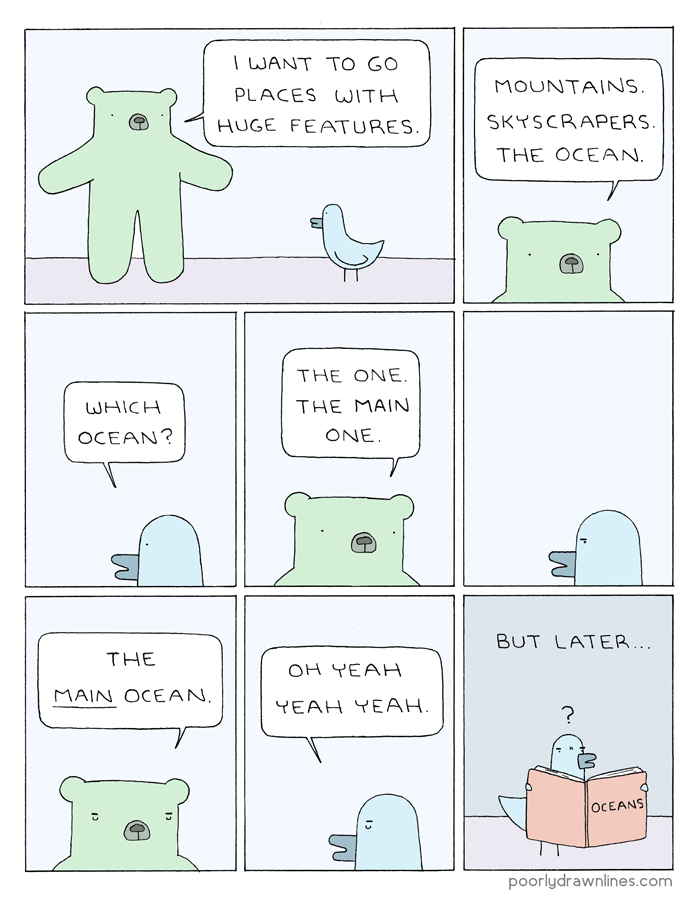 I WANT TO GO
PLACES WITH
HUGE FEATURES.
MOUNTAINS.
SKYSCRAPERS.
THE OCEAN.
WHICH
OCEAN?
THE ONE.
THE MAIN
ONE.
THE
MAIN OCEAN.
OH YEAH
YEAH YEAH.
BUT LATER...
?
OCEANS
poorlydrawnlines.com